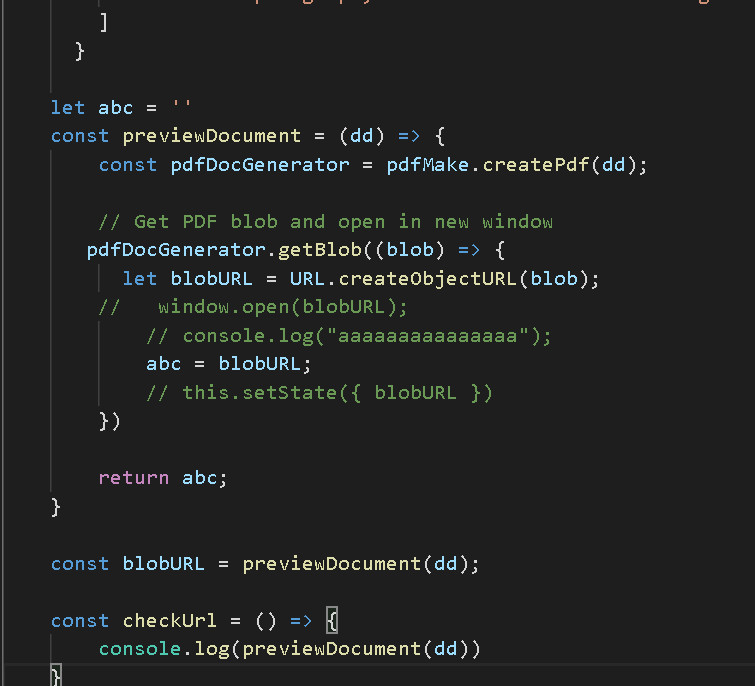 ]
}
let abc = ''
const previewDocument = (dd) => {
const pdfDocGenerator = pdfMake.createPdf(dd);
// Get PDF blob and open in new window
pdfDocGenerator.getBlob((blob) => {
let blobURL = URL.createObjectURL(blob);
//   window.open(blobURL);
// console.log("aaaaaaaaaaaaaaa");
abc = blobURL;
// this.setState({ blobURL })
})
return abc;
}
const blobURL = previewDocument(dd);
const checkUrl = () => {
console.log(previewDocument(dd))
}